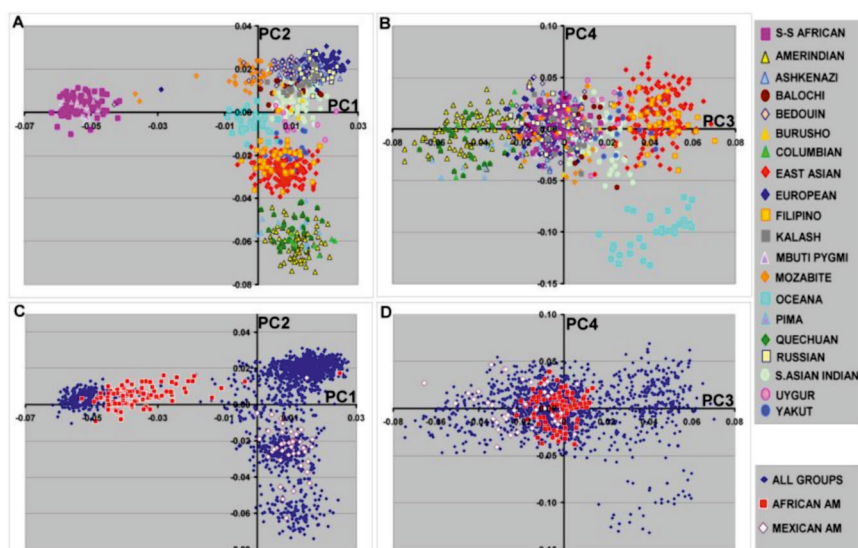 A
PC2
0.04
0.02
PC1
-0.07
-0.05
-0.03
-0.01
0.01
0.03
-0.02
-0.04
-0.06
-0.08
B
0.10
PC4
0.05
PC3
-0.08
-0.06
-0.04
-0.02
0.00
0.02
0.04
0.06
0.08
-0.05
-0.10
-0.15
C
PC2
0.04
0.02
PC1
-0.07
-0.05
-0.03
-0.01
0.01
0.03
-0.02
-0.04
-0.06
D
0.10
PC4
0.05
PC3
-0.08
-0.06
-0.04
-0.02
0.00
0.02
0.04
0.06
0.08
-0.05
-0.10
S-S AFRICAN
AMERINDIAN
ASHKENAZI
BALOCHI
BEDOUIN
BURUSHO
COLUMBIAN
EAST ASIAN
EUROPEAN
FILIPINO
KALASH
MBUTI PYGMI
MOZABITE
OCEANA
PIMA
QUECHUAN
RUSSIAN
S.ASIAN INDIAN
UYGUR
YAKUT
ALL GROUPS
AFRICAN AM
MEXICAN AM